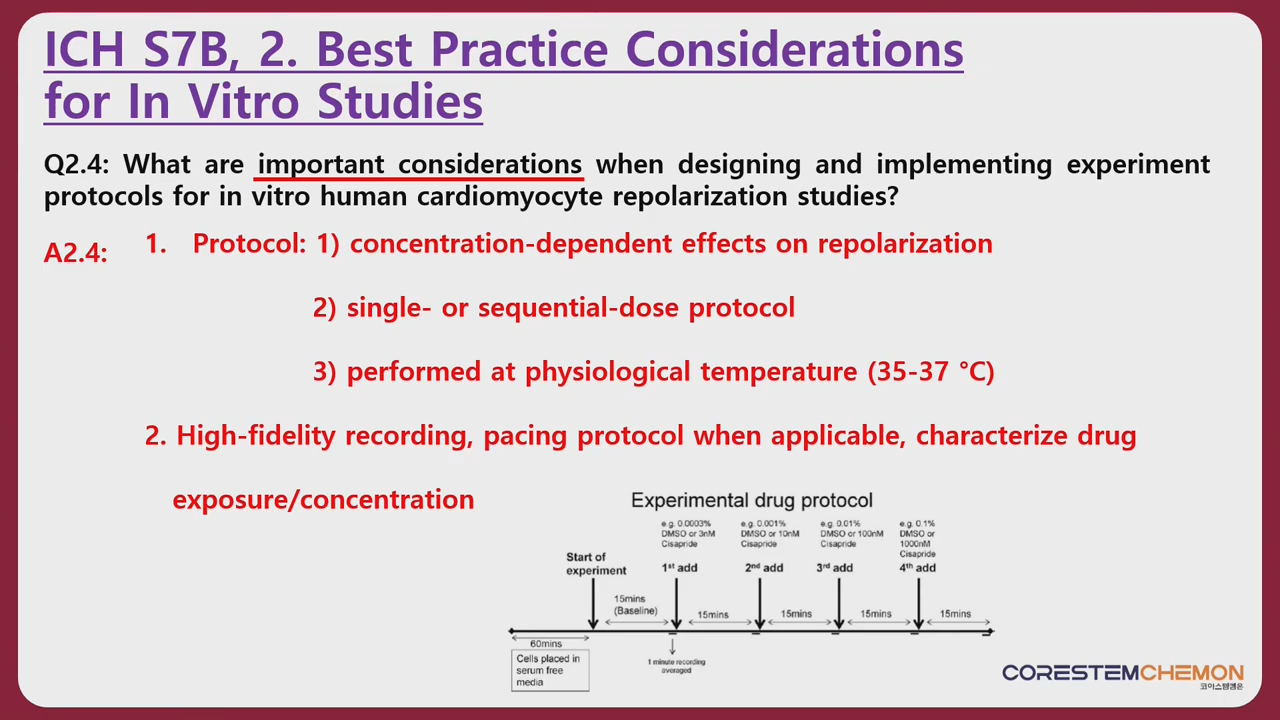 ICH S7B, 2. Best Practice Considerations
for In Vitro Studies
Q2.4: What are important considerations when designing and implementing experiment
protocols for in vitro human cardiomyocyte repolarization studies?
A2.4:
1. Protocol: 1) concentration-dependent effects on repolarization
2) single- or sequential-dose protocol
3) performed at physiological temperature (35-37 °C)
2. High-fidelity recording, pacing protocol when applicable, characterize drug
exposure/concentration
Experimental drug protocol
Start of
experiment
e.g. 0.0003%
DMSO or 3nM
Cisapride
1st add
e.g. 0.001%
DMSO or 10nM
Cisapride
2nd add
e.g. 0.01%
DMSO or 100nM
Cisapride
3rd add
e.g. 0.1%
DMSO or
1000nM
Cisapride
4th add
15mins
(Baseline)
15mins
15mins
15mins
15mins
60mins
Cells placed in
serum free
media
1 minute recording
averaged
CORESTEMCHEMON
코아스템켐온